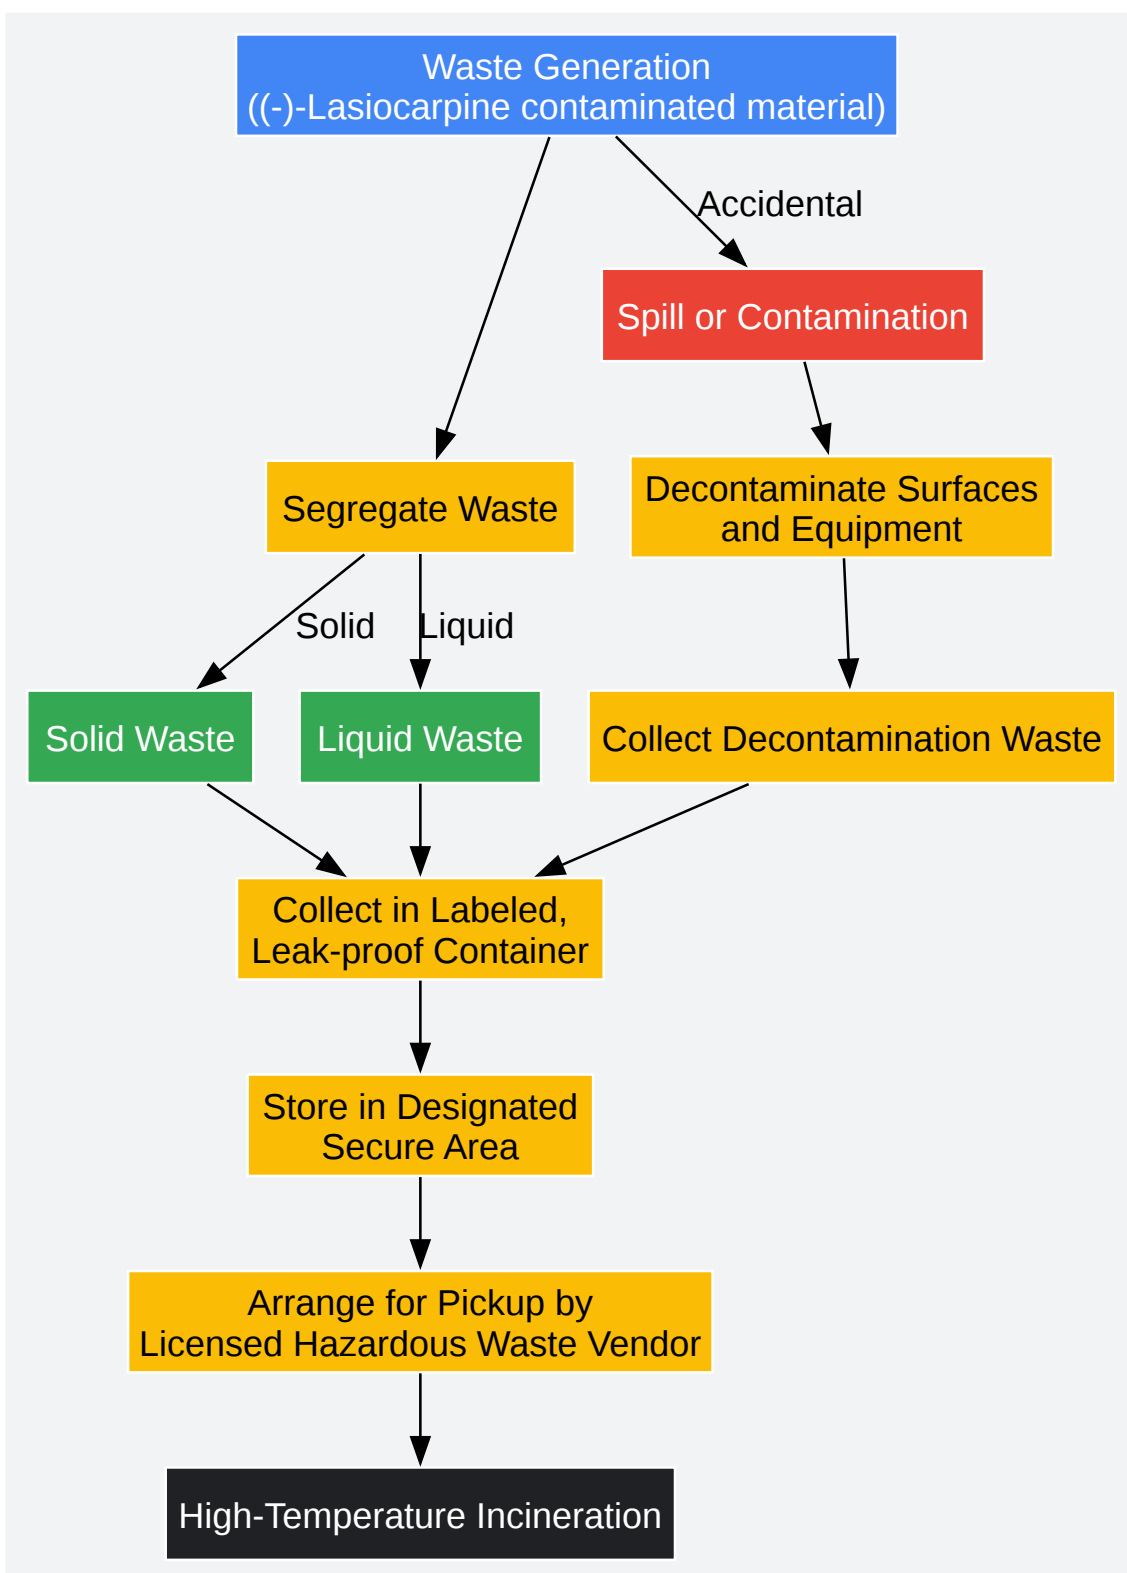 Waste Generation
((-)-Lasiocarpine contaminated material)
Accidental
Spill or Contamination
Segregate Waste
Decontaminate Surfaces
and Equipment
Solid
Liquid
Solid Waste
Liquid Waste
Collect Decontamination Waste
Collect in Labeled,
Leak-proof Container
Store in Designated
Secure Area
Arrange for Pickup by
Licensed Hazardous Waste Vendor
High-Temperature Incineration